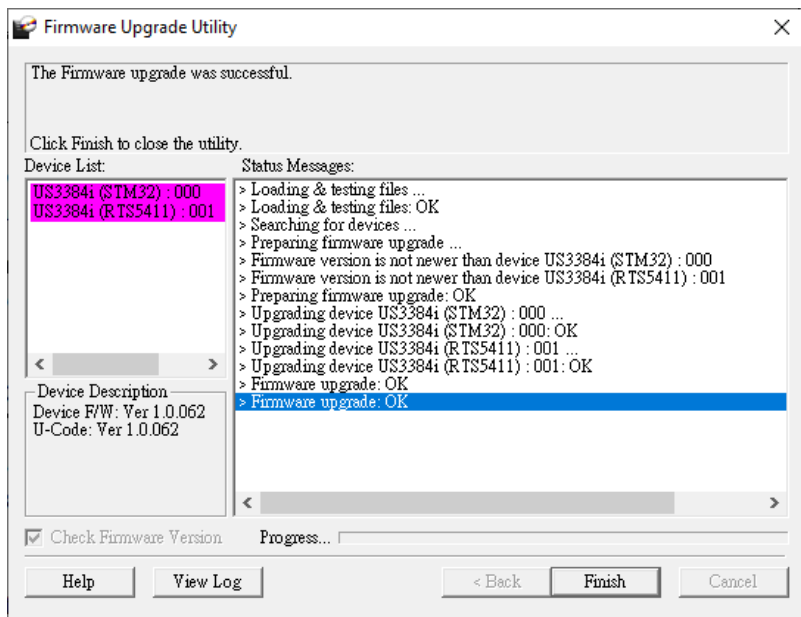 Firmware Upgrade Utility
The Firmware upgrade was successful.
Click Finish to close the utility.
Device List:
US3384i (STM32) : 000
US3384i (RTS5411) : 001
Status Messages:
> Loading & testing files ...
> Loading & testing files: OK
> Searching for devices ...
> Preparing firmware upgrade ...
> Firmware version is not newer than device US3384i (STM32) : 000
> Firmware version is not newer than device US3384i (RTS5411) : 001
> Preparing firmware upgrade: OK
> Upgrading device US3384i (STM32) : 000 ...
> Upgrading device US3384i (STM32) : 000: OK
> Upgrading device US3384i (RTS5411) : 001 ...
> Upgrading device US3384i (RTS5411) : 001: OK
> Firmware upgrade: OK
> Firmware upgrade: OK
Device Description
Device F/W: Ver 1.0.062
U-Code: Ver 1.0.062
Check Firmware Version
Progress...
Help
View Log
< Back
Finish
Cancel